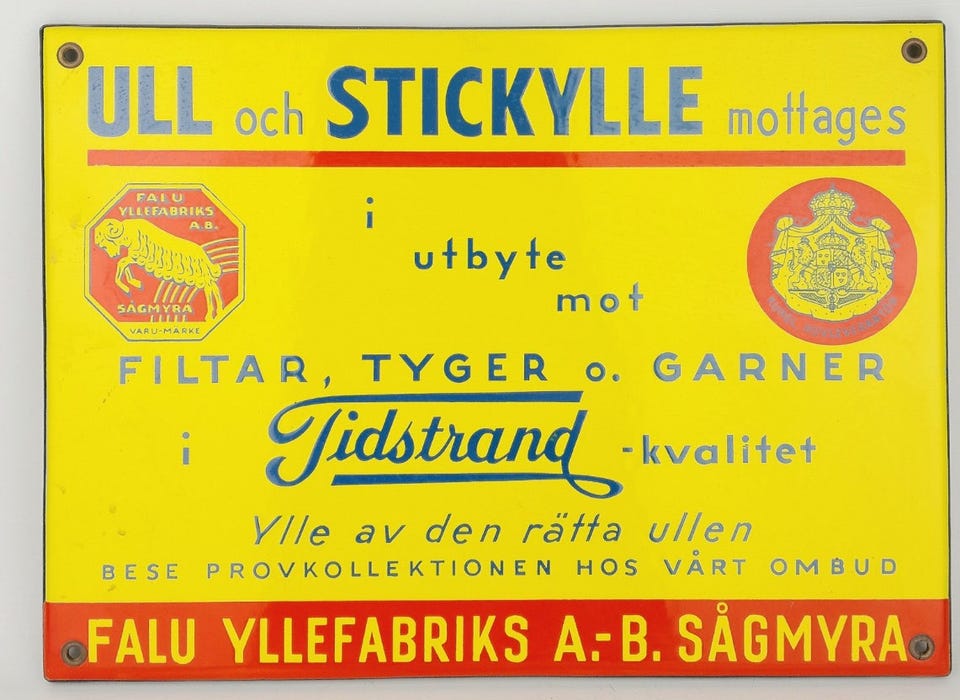 ULL och STICKYLLE mottages
FALU
YLLEFABRIKS
A.B.
SÅGMYRA
VARU-MÄRKE
i
utbyte
mot
FILTAR, TYGER o. GARNER
i Tidstrand -kvalitet
Ylle av den rätta ullen
BESE PROVKOLLEKTIONEN HOS VÅRT OMBUD
FALU YLLEFABRIKS A.-B. SÅGMYRA